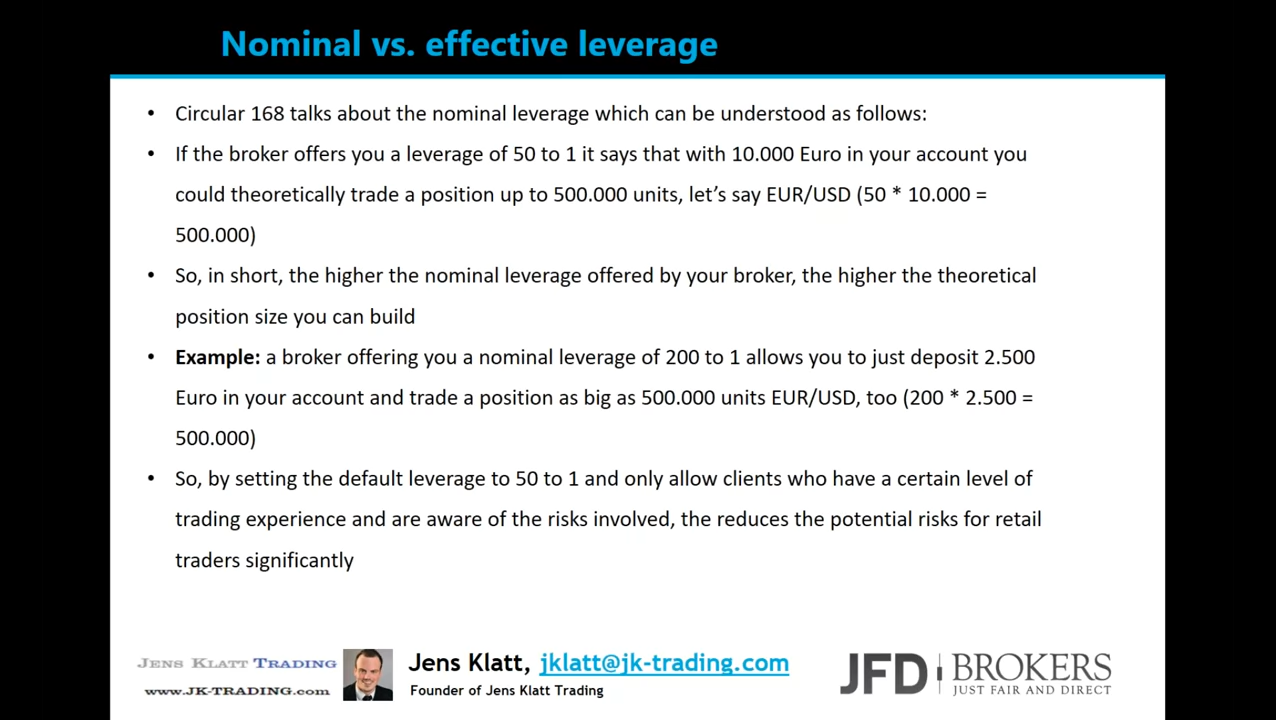 Nominal vs. effective leverage
• Circular 168 talks about the nominal leverage which can be understood as follows:
• If the broker offers you a leverage of 50 to 1 it says that with 10.000 Euro in your account you
could theoretically trade a position up to 500.000 units, let’s say EUR/USD (50 * 10.000 =
500.000)
• So, in short, the higher the nominal leverage offered by your broker, the higher the theoretical
position size you can build
• Example: a broker offering you a nominal leverage of 200 to 1 allows you to just deposit 2.500
Euro in your account and trade a position as big as 500.000 units EUR/USD, too (200 * 2.500 =
500.000)
• So, by setting the default leverage to 50 to 1 and only allow clients who have a certain level of
trading experience and are aware of the risks involved, the reduces the potential risks for retail
traders significantly
JENS KLATT TRADING
www.JK-TRADING.com
Jens Klatt, jklatt@jk-trading.com
Founder of Jens Klatt Trading
JFD BROKERS
JUST FAIR AND DIRECT